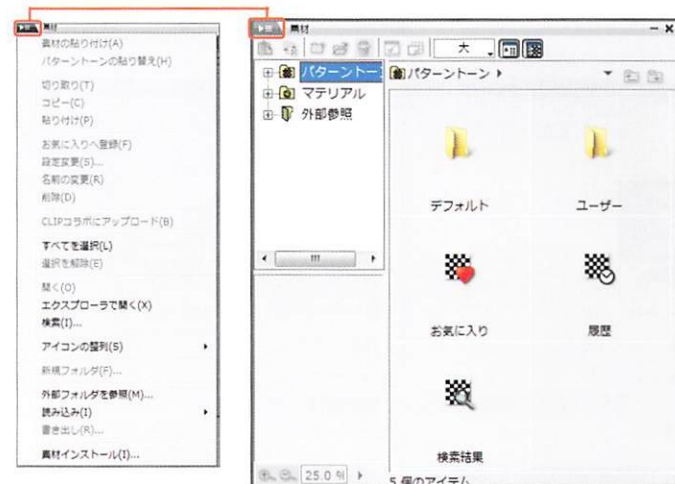 素材
素材の貼り付け(A)
パターントーンの貼り替え(H)
切り取り(T)
コピー(C)
貼り付け(P)
お気に入りへ登録(F)
設定変更(S)...
名前の変更(R)
削除(D)
CLIPコラボにアップロード(B)
すべてを選択(L)
選択を解除(E)
開く(O)
エクスプローラで開く(X)
検索(I)...
アイコンの整列(S)
新規フォルダ(F)...
外部フォルダを参照(M)...
読み込み(I)
書き出し(R)...
素材インストール(I)...
素材
大
パターントーン
マテリアル
外部参照
パターントーン
デフォルト
ユーザー
お気に入り
履歴
検索結果
25.0 %
5 個のアイテム